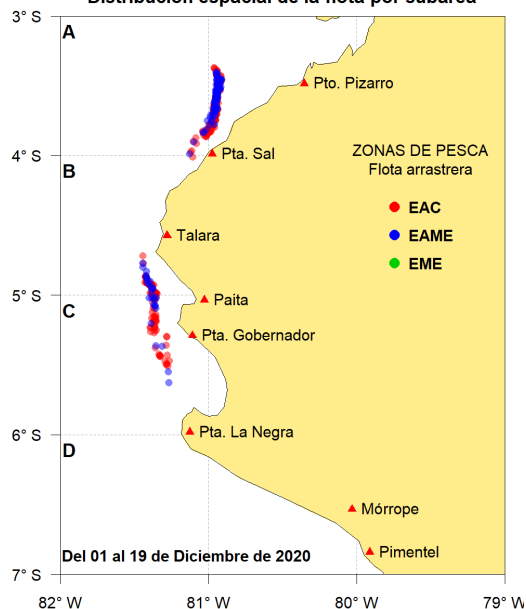 Distribución espacial de la flota por subárea
3° S
A
Pto. Pizarro
ZONAS DE PESCA
Flota arrastrera
4° S
Pta. Sal
B
EAC
Talara
EAME
EME
5° S
Paita
C
Pta. Gobernador
6° S
Pta. La Negra
D
Mórrope
Del 01 al 19 de Diciembre de 2020
Pimentel
7° S
82° W
81° W
80° W
79° W